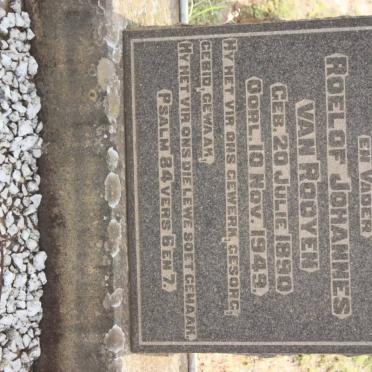 EN VADER
ROELOF JOHANNES
VAN ROOYEN
GEB. 20 JULIE 1890
OORL. 10 NOV. 1949
HY HET VIR ONS GEWERK, GESORG,
GEBID, GEWAAK,
HY HET VIR ONS DIE LEWE SOET GEMAAK,
PSALM 84 VERS 6 EN 7.